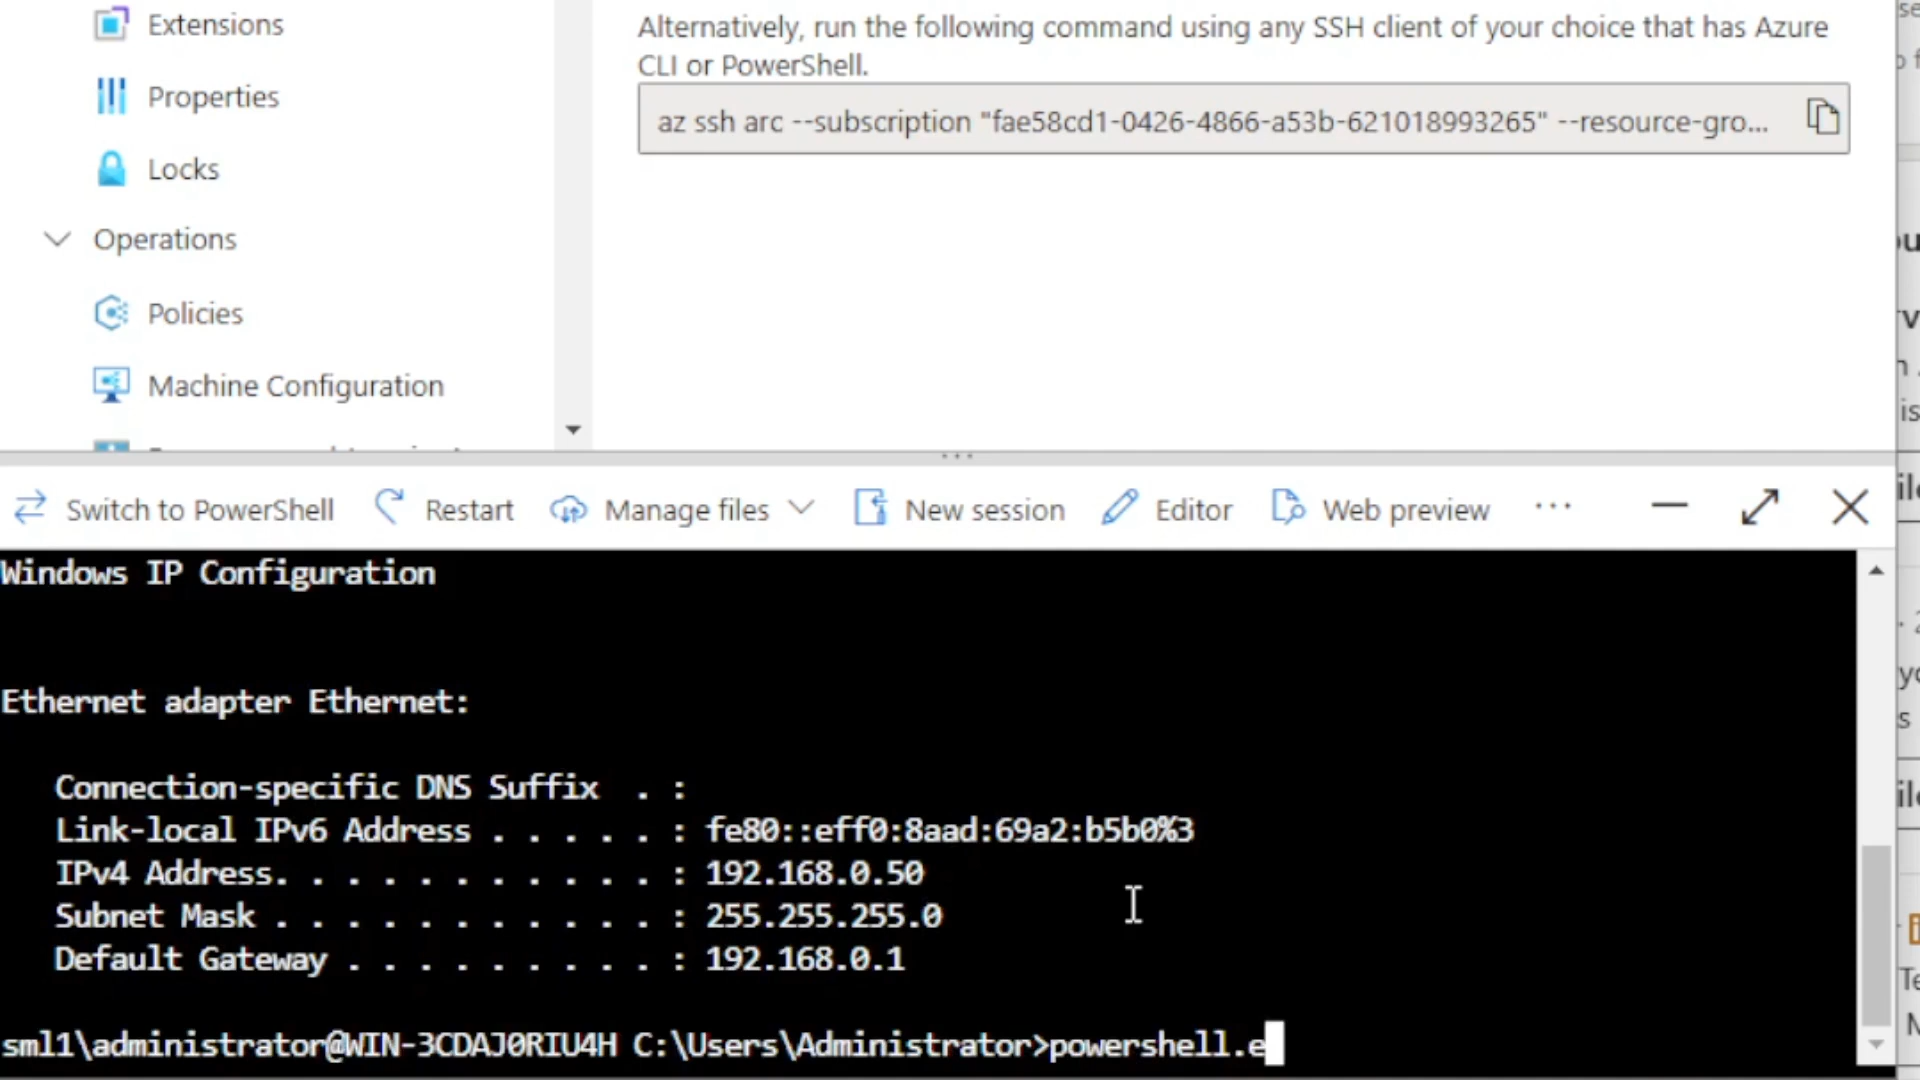 Extensions
Properties
Locks
Operations
Policies
Machine Configuration
Alternatively, run the following command using any SSH client of your choice that has Azure
CLI or PowerShell.
az ssh arc --subscription "fae58cd1-0426-4866-a53b-621018993265" --resource-gro...
Switch to PowerShell Restart Manage files New session Editor Web preview ...
Windows IP Configuration
Ethernet adapter Ethernet:
Connection-specific DNS Suffix . :
Link-local IPv6 Address . . . . . : fe80::eff0:8aad:69a2:b5b0%3
IPv4 Address. . . . . . . . . . . : 192.168.0.50
Subnet Mask . . . . . . . . . . . : 255.255.255.0
Default Gateway . . . . . . . . . : 192.168.0.1
sml1\administrator@WIN-3CDAJ0RIU4H C:\Users\Administrator>powershell.e